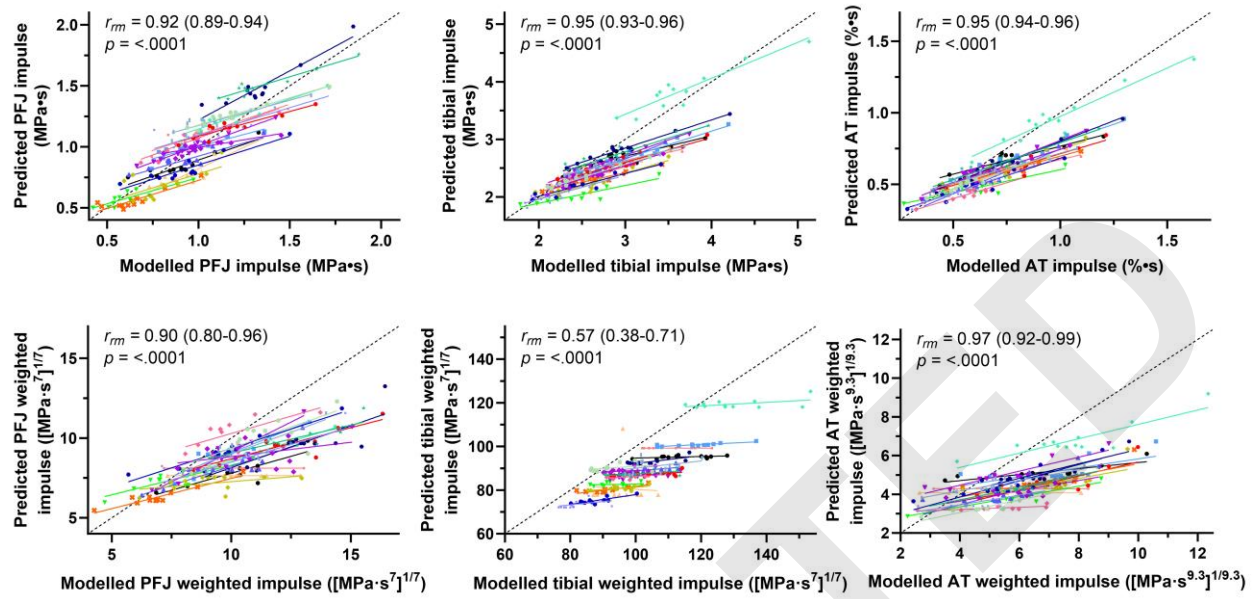 r_rm = 0.92 (0.89-0.94)
p = <.0001
Predicted PFJ impulse
(MPa•s)
2.0
1.5
1.0
0.5
0.5 1.0 1.5 2.0
Modelled PFJ impulse (MPa•s)
r_rm = 0.95 (0.93-0.96)
p = <.0001
Predicted tibial impulse
(MPa•s)
5
4
3
2
2 3 4 5
Modelled tibial impulse (MPa•s)
r_rm = 0.95 (0.94-0.96)
p = <.0001
Predicted AT impulse (%•s)
1.5
1.0
0.5
0.5 1.0 1.5
Modelled AT impulse (%•s)
r_rm = 0.90 (0.80-0.96)
p = <.0001
Predicted PFJ weighted
impulse ([MPa·s⁷]¹/⁷)
15
10
5
5 10 15
Modelled PFJ weighted impulse ([MPa·s⁷]¹/⁷)
r_rm = 0.57 (0.38-0.71)
p = <.0001
Predicted tibial weighted
impulse ([MPa·s⁷]¹/⁷)
140
120
100
80
60
60 80 100 120 140
Modelled tibial weighted impulse ([MPa·s⁷]¹/⁷)
r_rm = 0.97 (0.92-0.99)
p = <.0001
Predicted AT weighted
impulse ([MPa·s⁹·³]¹/⁹·³)
12
10
8
6
4
2
2 4 6 8 10 12
Modelled AT weighted impulse ([MPa·s⁹·³]¹/⁹·³)
TED